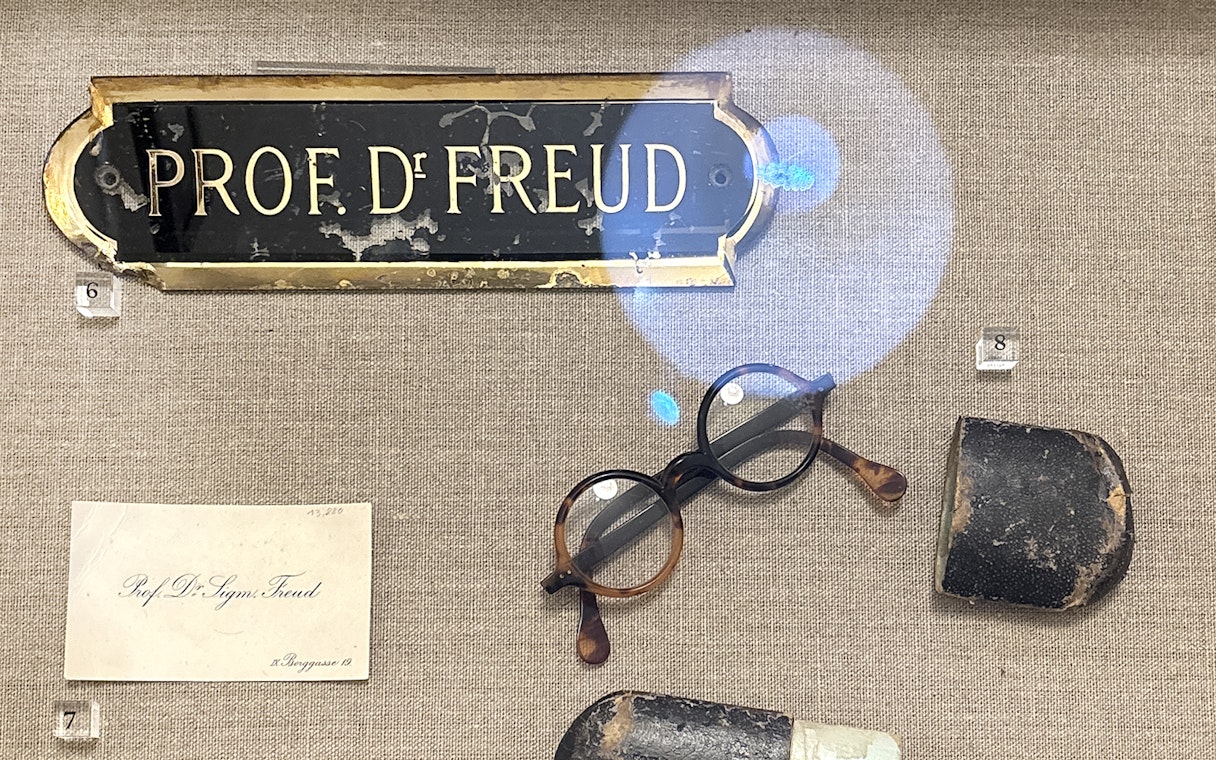 PROF. Dr FREUD
6
8
13,880
Prof. Dr Sigm. Freud
IX. Berggasse 19.
7